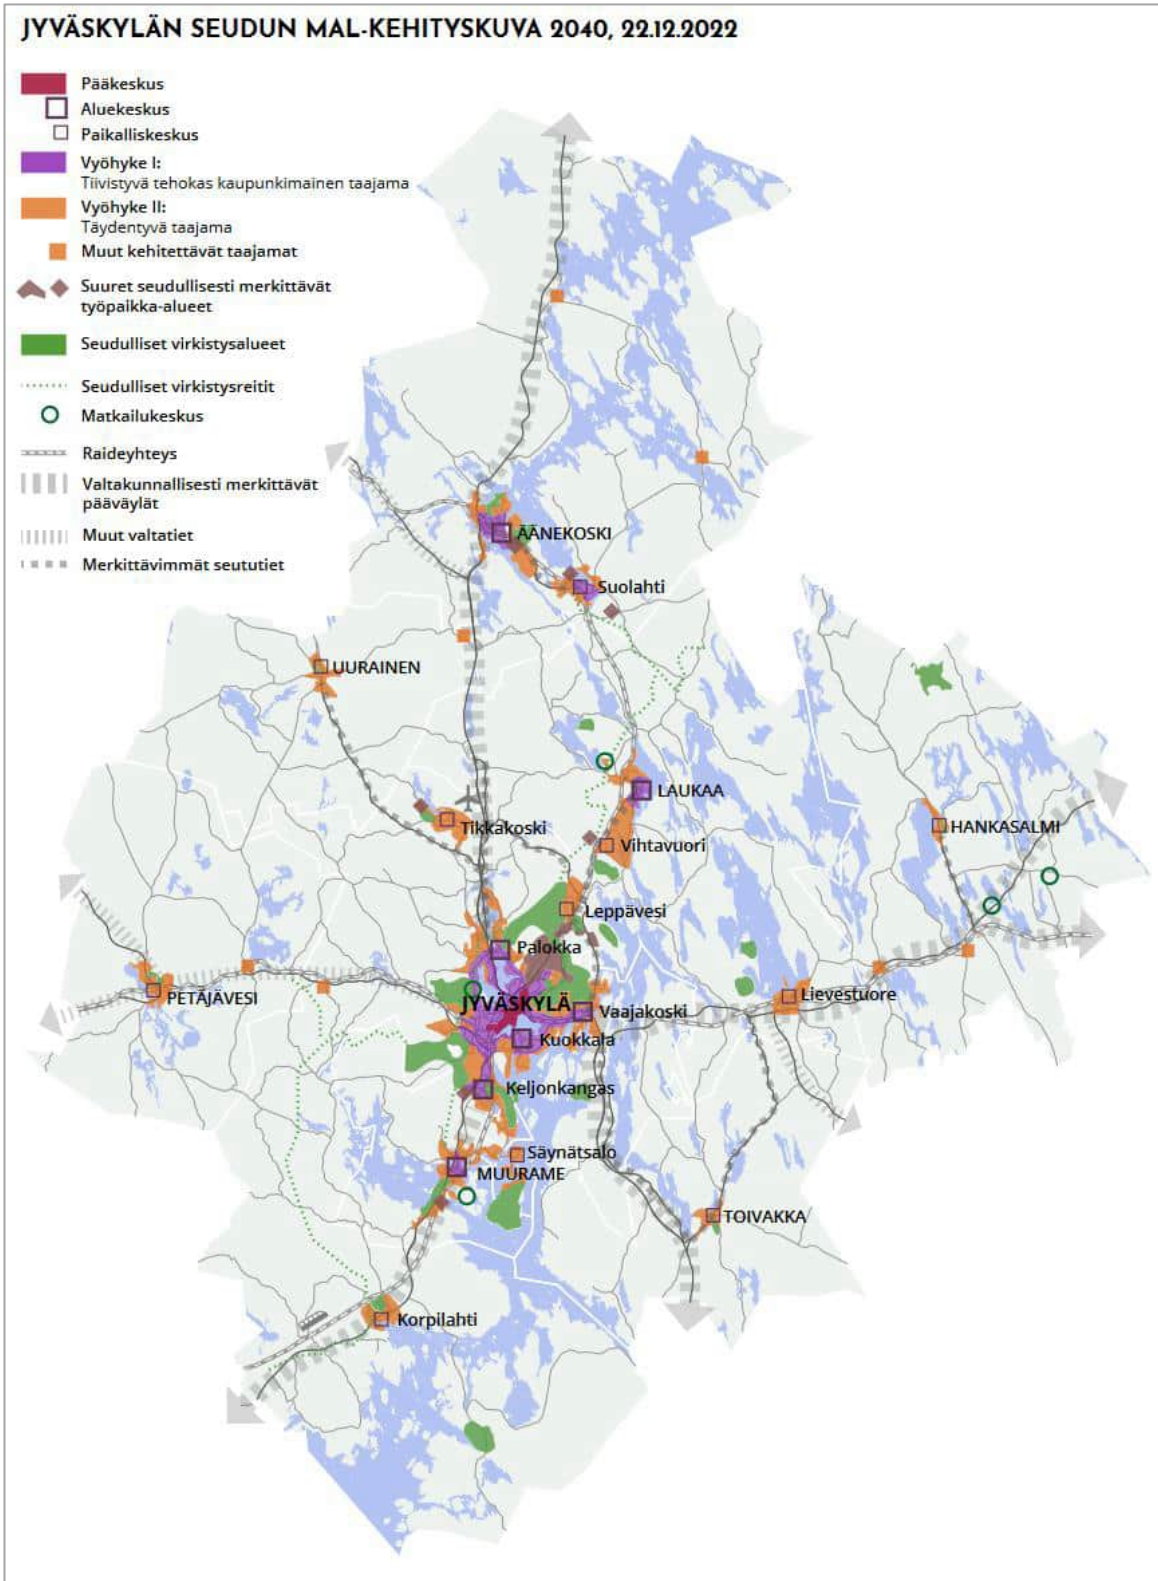 JYVÄSKYLÄN SEUDUN MAL-KEHITYSKUVA 2040, 22.12.2022
Pääkeskus
Aluekeskus
Paikalliskeskus
Vyöhyke I:
Tiivistyvä tehokas kaupunkimainen taajama
Vyöhyke II:
Täydentyvä taajama
Muut kehitettävät taajamat
Suuret seudullisesti merkittävät
työpaikka-alueet
Seudulliset virkistysalueet
Seudulliset virkistysreitit
Matkailukeskus
Raideyhteys
Valtakunnallisesti merkittävät
pääväylät
Muut valtatiet
Merkittävimmät seututiet
ÄÄNEKOSKI
Suolahti
UURAINEN
LAUKAA
Tikkakoski
HANKASALMI
Vihtavuori
Leppävesi
Palokka
PETÄJÄVESI
Lievestuore
JYVÄSKYLÄ
Vaajakoski
Kuokkala
Keljonkangas
Säynätsalo
MUURAME
TOIVAKKA
Korpilahti